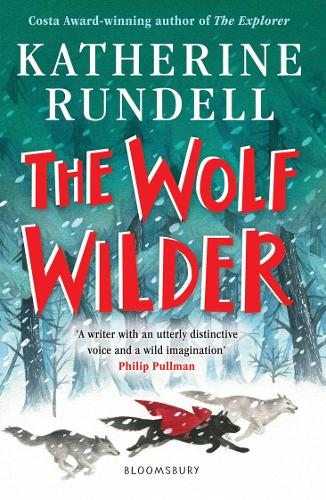 Costa Award-winning author of The Explorer
KATHERINE
RUNDELL
THE WOLF
WILDER
‘A writer with an utterly distinctive
voice and a wild imagination’
Philip Pullman
BLOOMSBURY